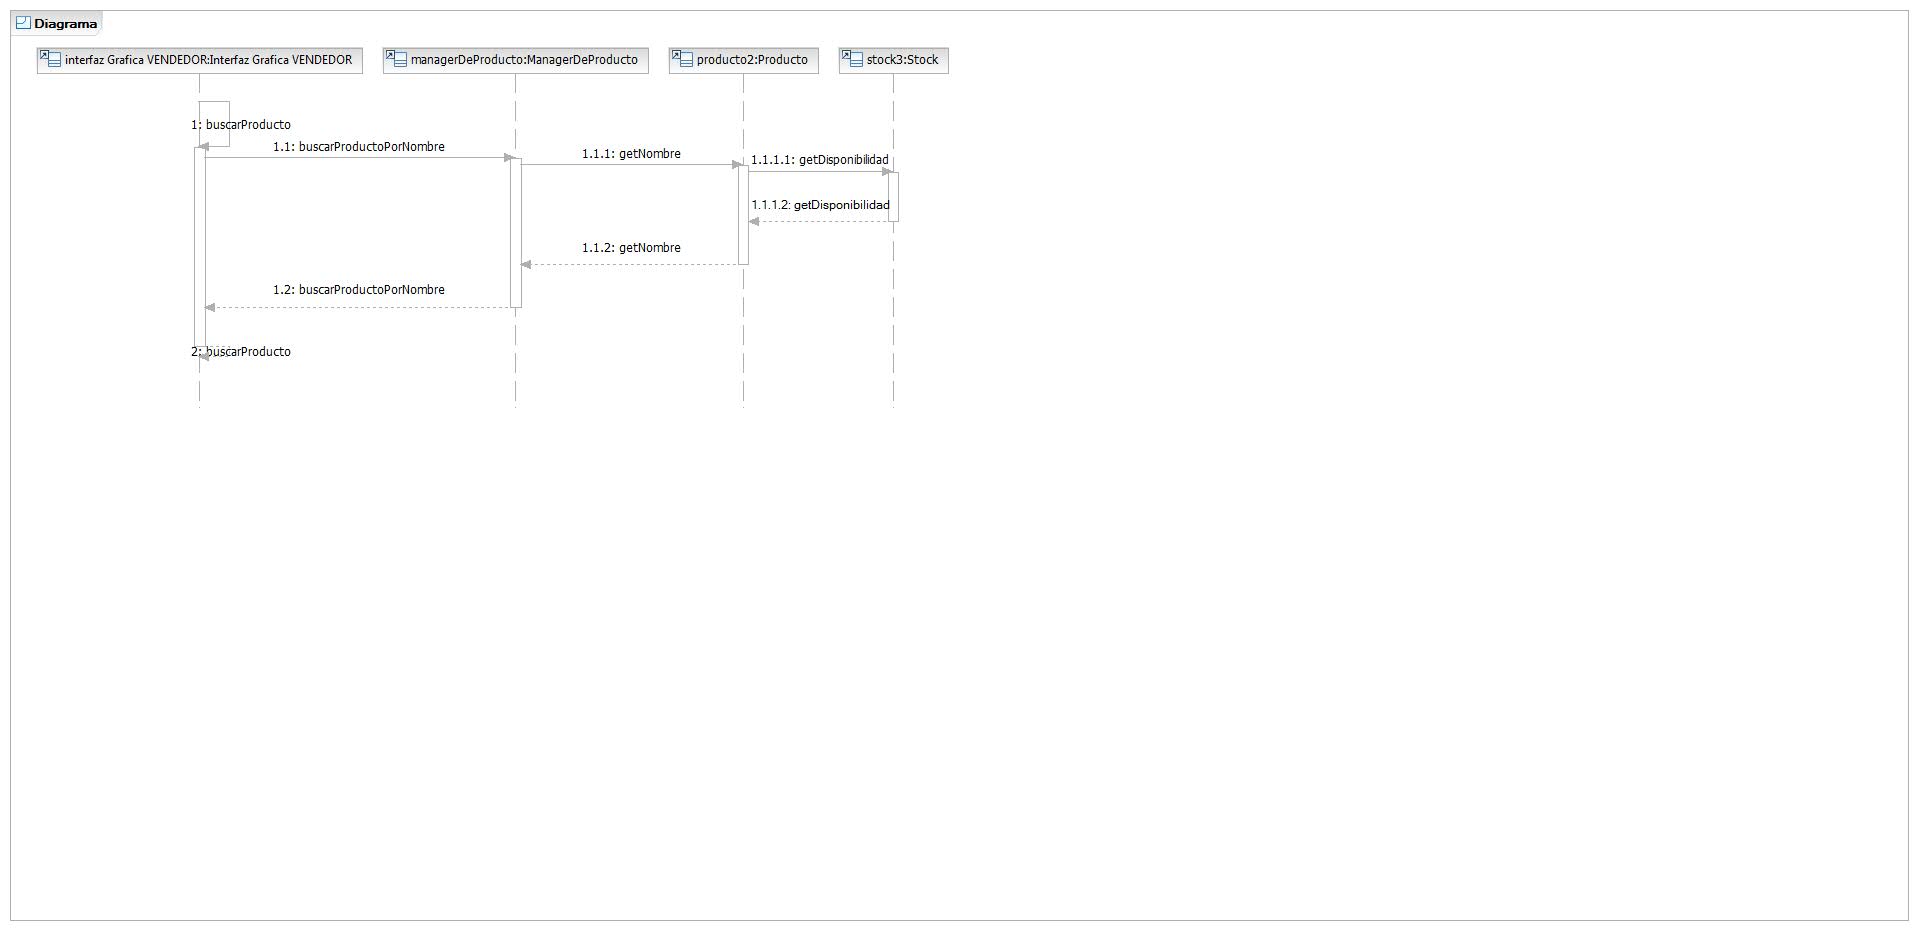 Diagrama
interfaz Grafica VENDEDOR:Interfaz Grafica VENDEDOR
managerDeProducto:ManagerDeProducto
producto2:Producto
stock3:Stock
1: buscarProducto
1.1: buscarProductoPorNombre
1.1.1: getNombre
1.1.1.1: getDisponibilidad
1.1.1.2: getDisponibilidad
1.1.2: getNombre
1.2: buscarProductoPorNombre
2: buscarProducto